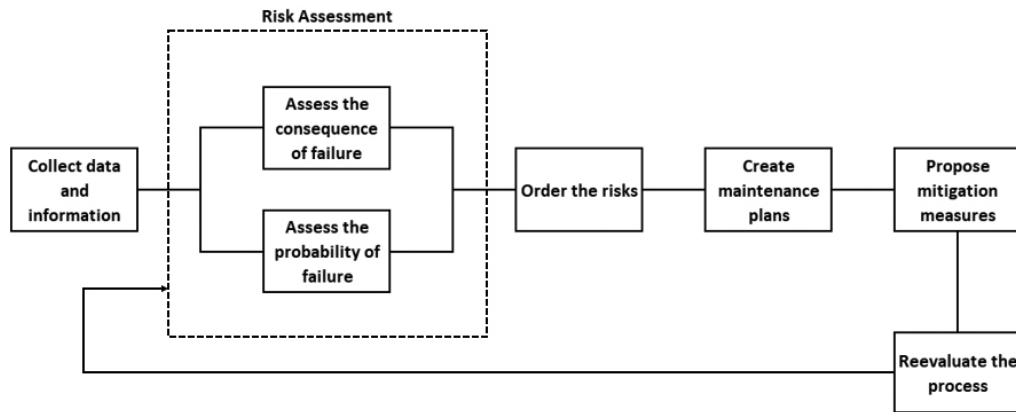 Risk Assessment
Collect data
and
information
Assess the
consequence
of failure
Assess the
probability of
failure
Order the risks
Create
maintenance
plans
Propose
mitigation
measures
Reevaluate the
process